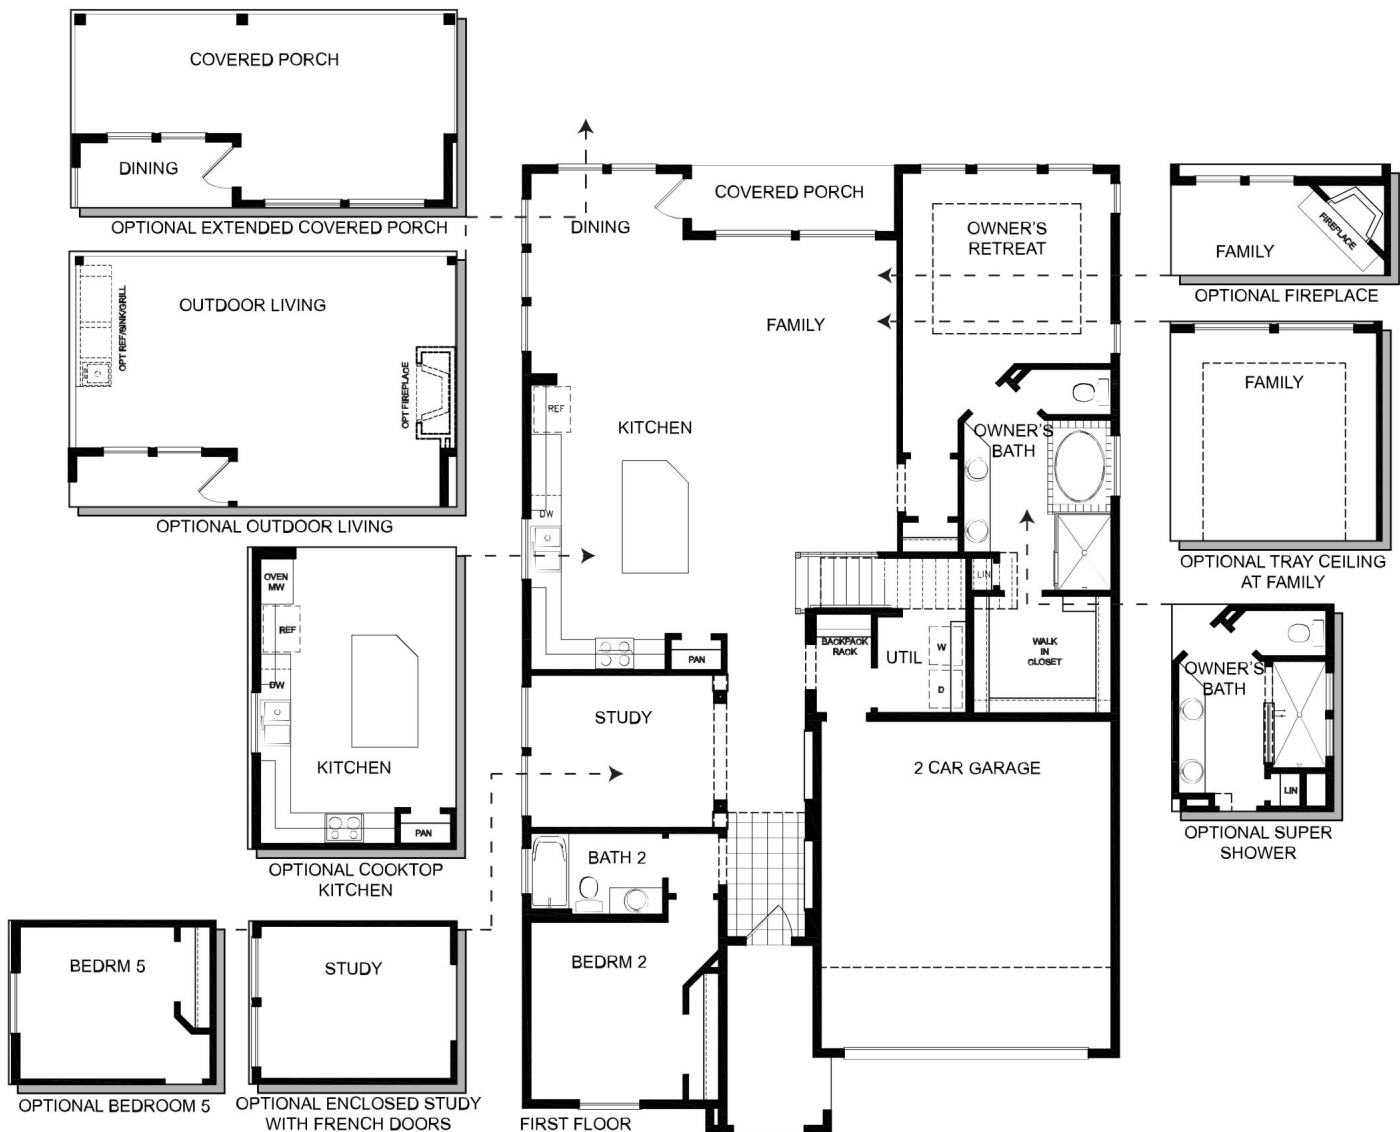 COVERED PORCH
DINING
OPTIONAL EXTENDED COVERED PORCH
OUTDOOR LIVING
OPT REF/SINK/GRILL
OPT FIREPLACE
OPTIONAL OUTDOOR LIVING
OVEN
MW
REF
DW
KITCHEN
PAN
OPTIONAL COOKTOP
KITCHEN
BEDRM 5
OPTIONAL BEDROOM 5
STUDY
OPTIONAL ENCLOSED STUDY
WITH FRENCH DOORS
COVERED PORCH
DINING
OWNER'S
RETREAT
FAMILY
KITCHEN
REF
DW
OWNER'S
BATH
LIN
PAN
BACKPACK
RACK
UTIL
W
D
WALK
IN
CLOSET
STUDY
2 CAR GARAGE
BATH 2
BEDRM 2
FIRST FLOOR
FAMILY
FIREPLACE
OPTIONAL FIREPLACE
FAMILY
OPTIONAL TRAY CEILING
AT FAMILY
OWNER'S
BATH
LIN
OPTIONAL SUPER
SHOWER